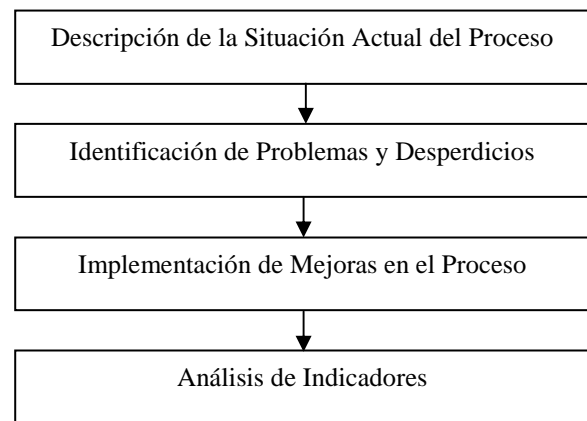 Descripción de la Situación Actual del Proceso
Identificación de Problemas y Desperdicios
Implementación de Mejoras en el Proceso
Análisis de Indicadores